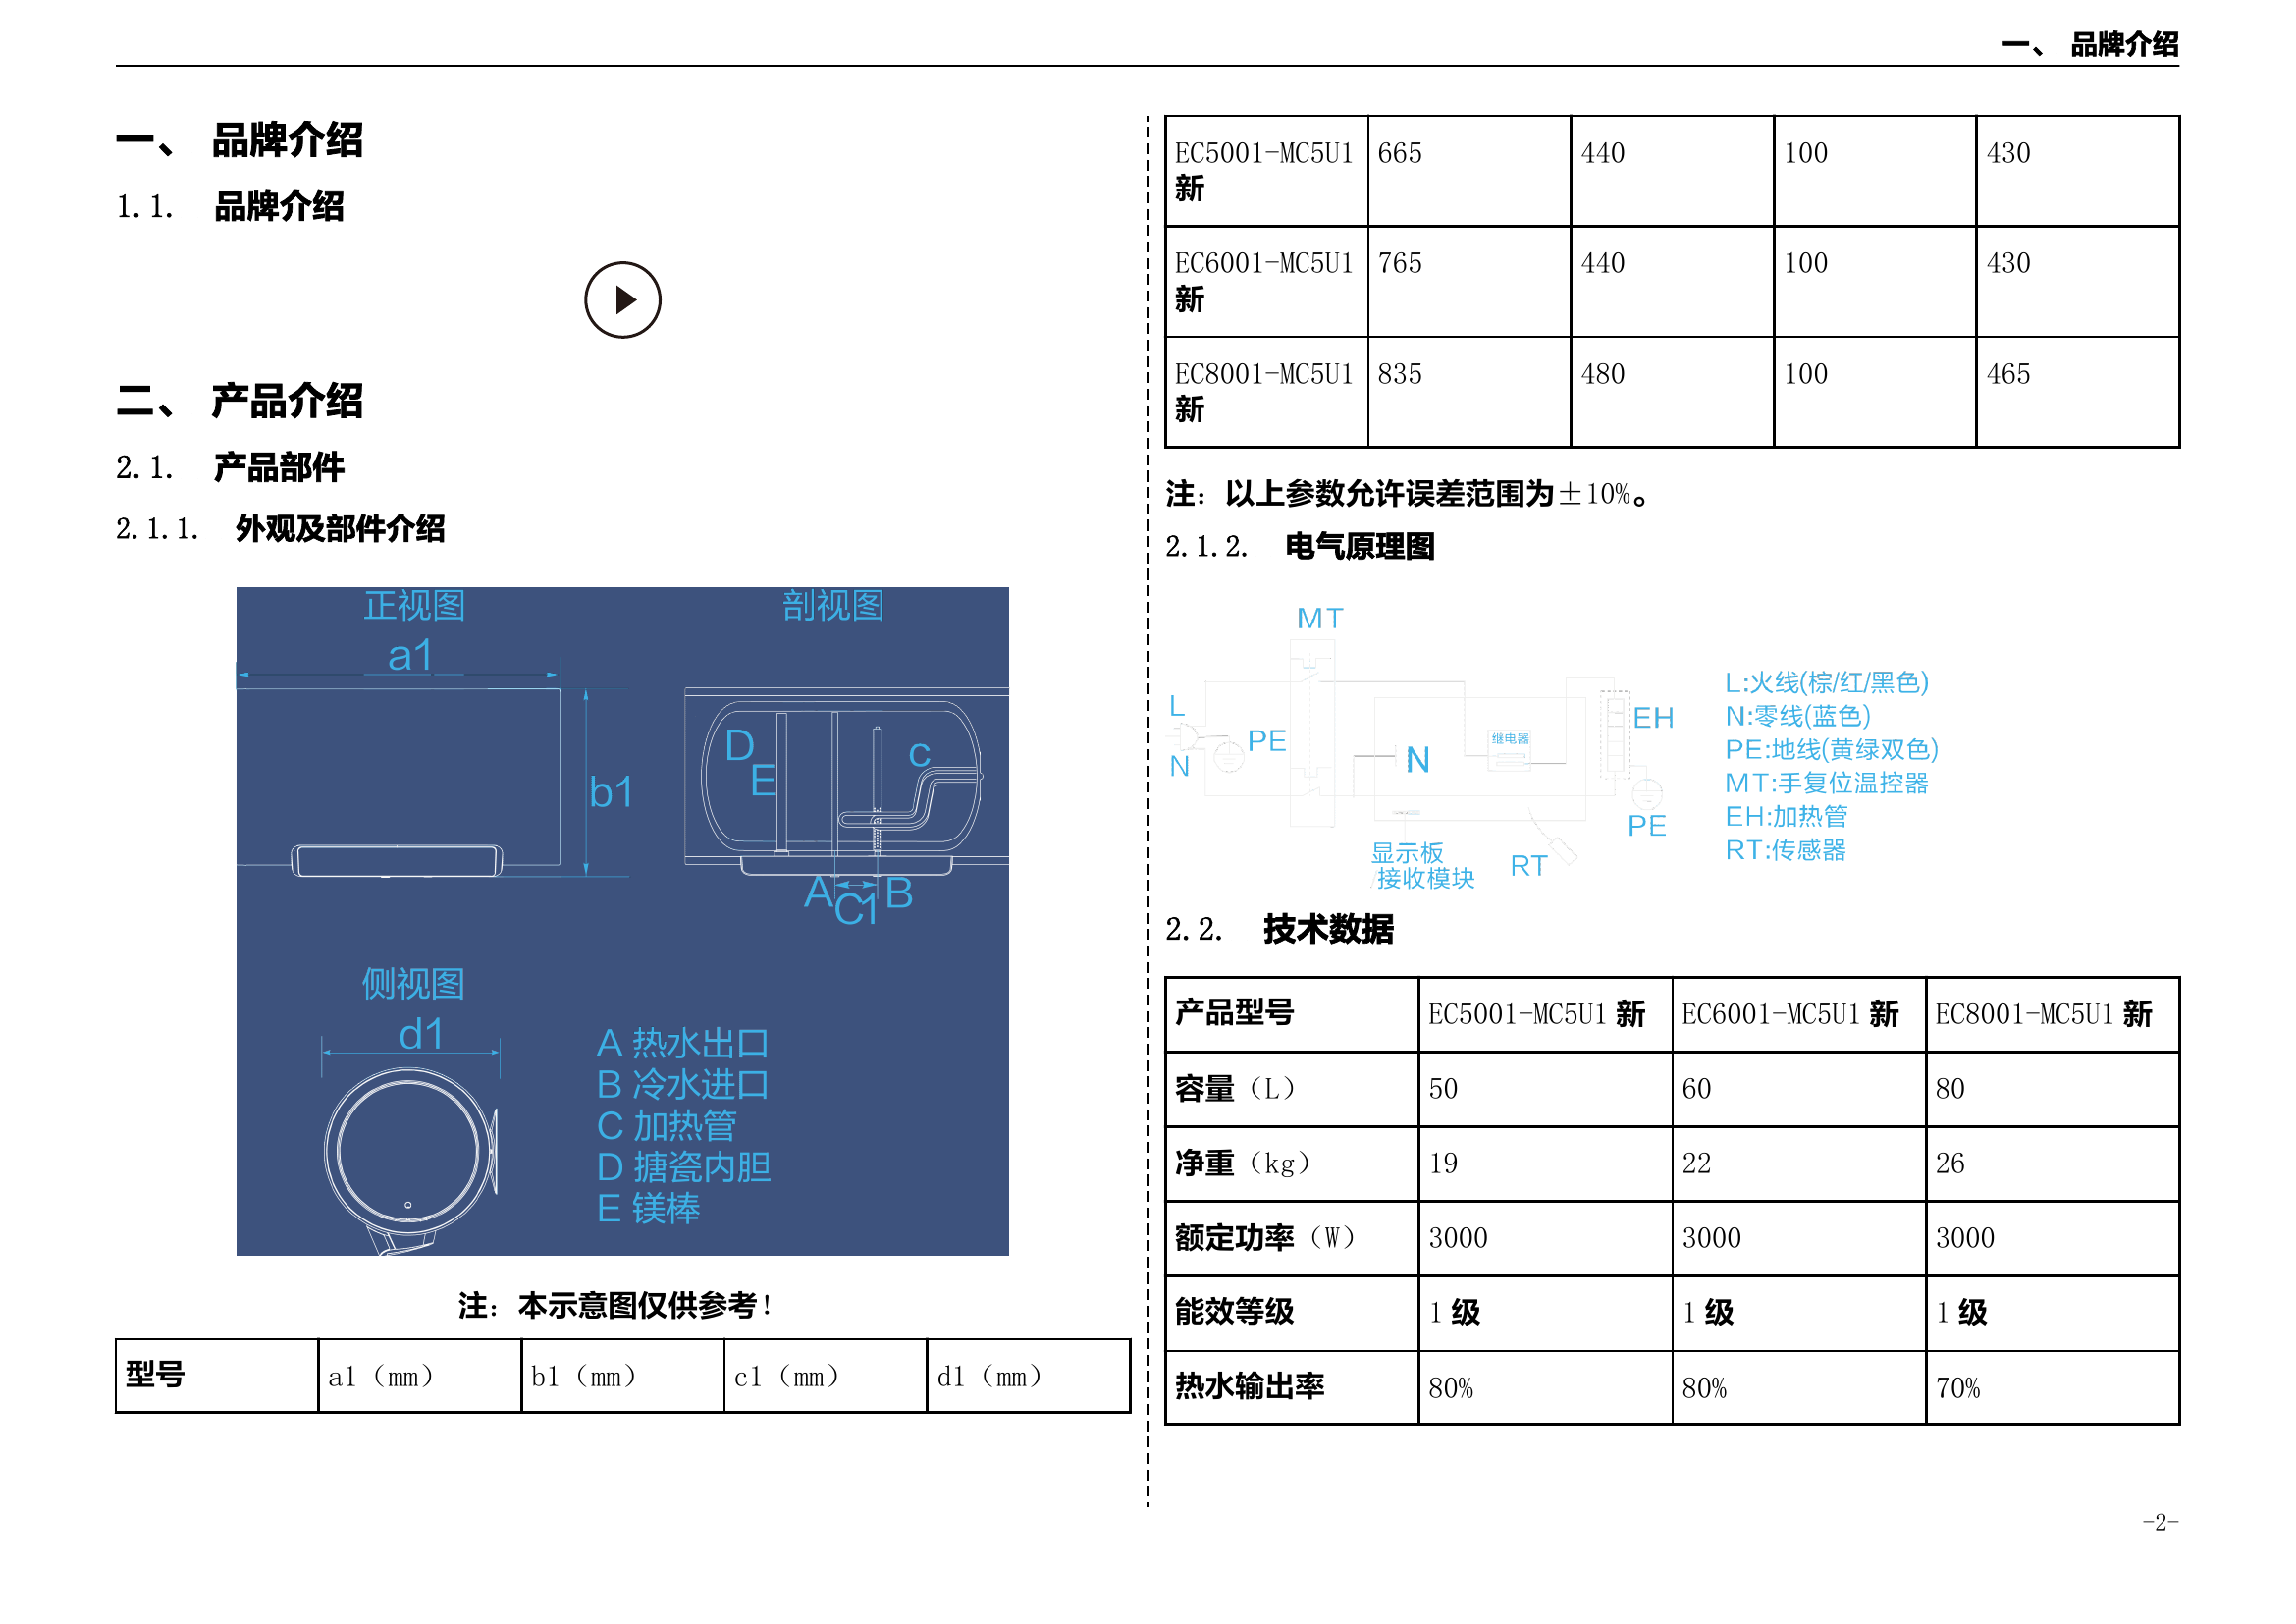 一、 品牌介绍
一、 品牌介绍
1.1. 品牌介绍
二、 产品介绍
2.1. 产品部件
2.1.1. 外观及部件介绍
正视图
剖视图
a1
b1
D
E
c
A
C1
B
侧视图
d1
A 热水出口
B 冷水进口
C 加热管
D 搪瓷内胆
E 镁棒
注：本示意图仅供参考!
型号 a1（mm） b1（mm） c1（mm） d1（mm）
EC5001-MC5U1 665 440 100 430
新
EC6001-MC5U1 765 440 100 430
新
EC8001-MC5U1 835 480 100 465
新
注：以上参数允许误差范围为±10%。
2.1.2. 电气原理图
MT
L
N
PE
N
继电器
EH
PE
显示板
/接收模块
RT
L:火线(棕/红/黑色)
N:零线(蓝色)
PE:地线(黄绿双色)
MT:手复位温控器
EH:加热管
RT:传感器
2.2. 技术数据
产品型号 EC5001-MC5U1 新 EC6001-MC5U1 新 EC8001-MC5U1 新
容量（L） 50 60 80
净重（kg） 19 22 26
额定功率（W） 3000 3000 3000
能效等级 1 级 1 级 1 级
热水输出率 80% 80% 70%
-2-